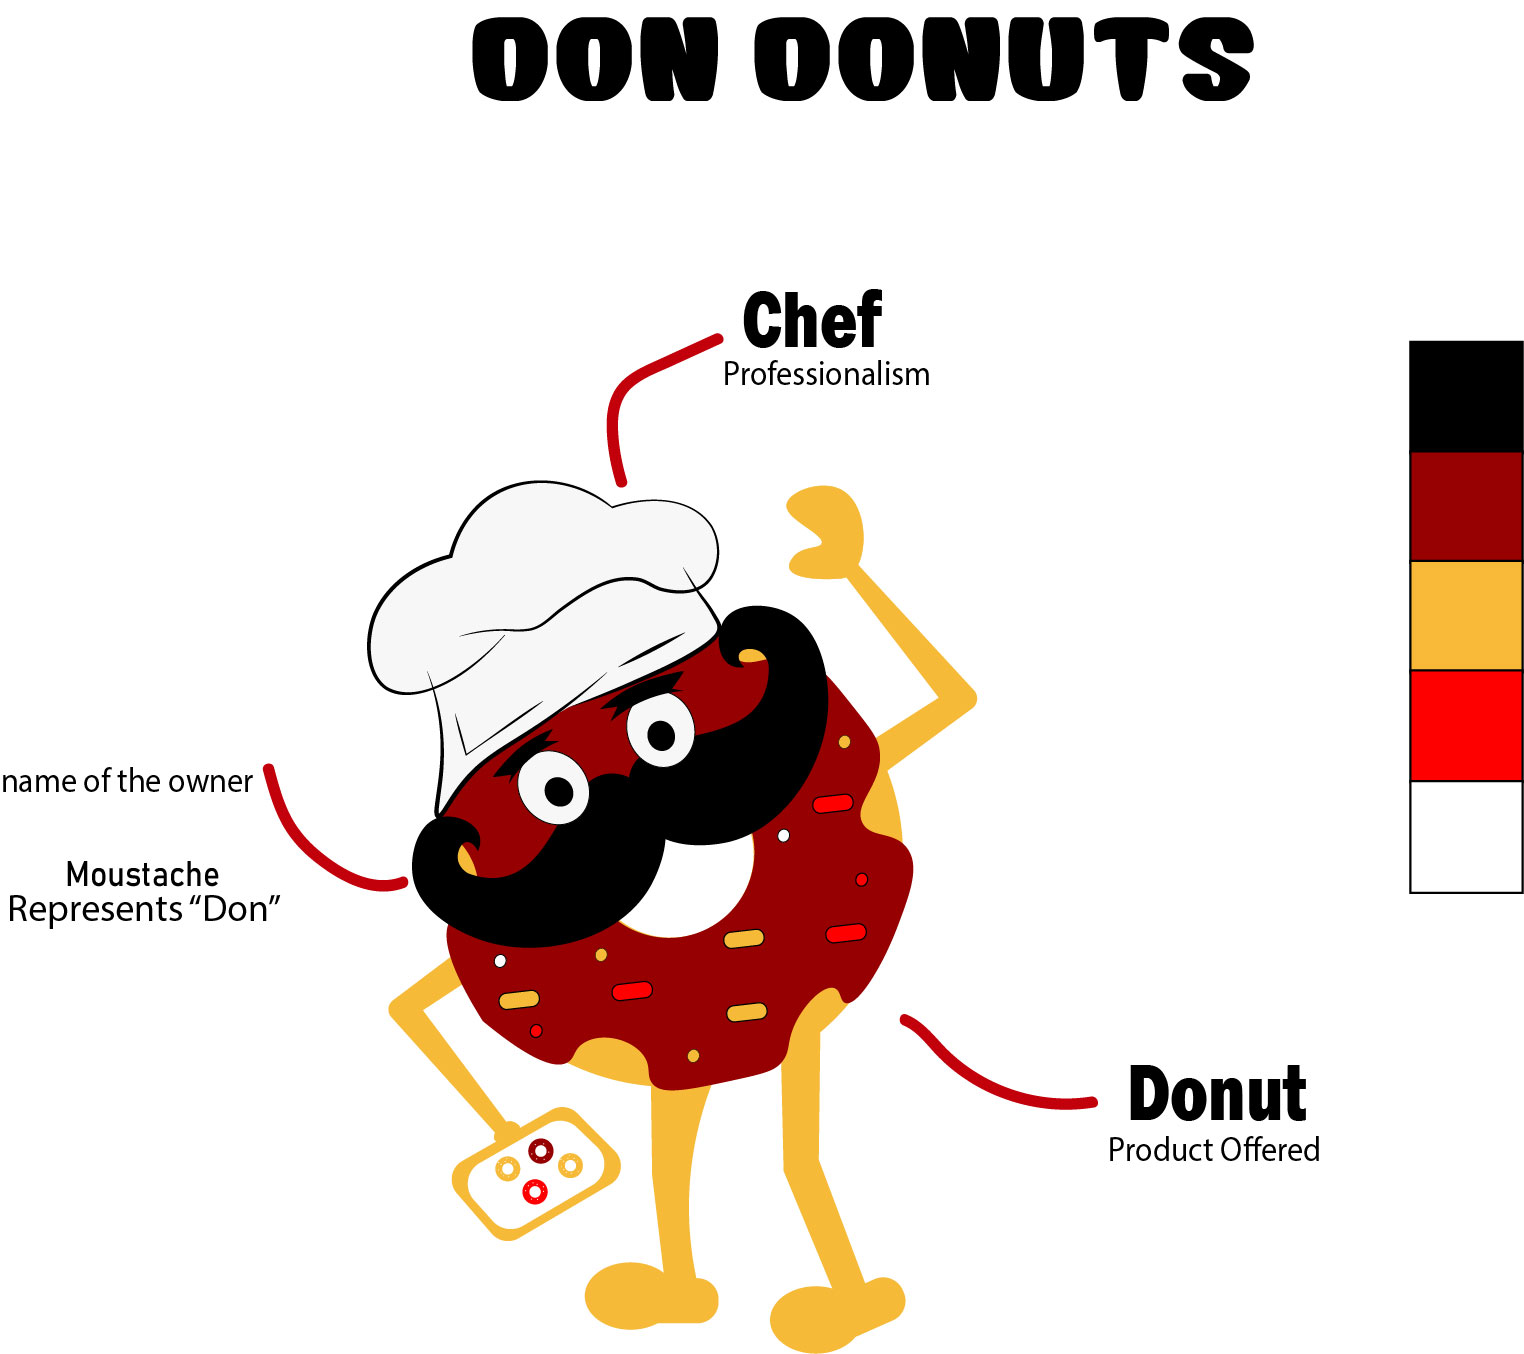 DON DONUTS
Chef
Professionalism
name of the owner
Moustache
Represents “Don”
Donut
Product Offered